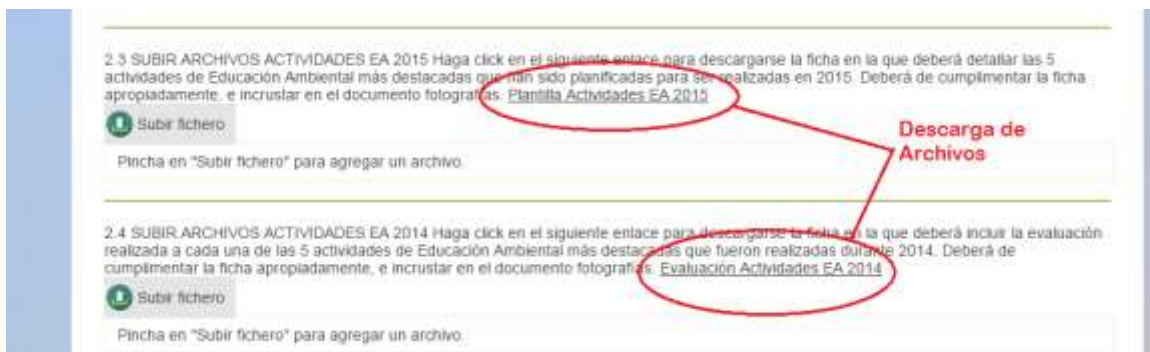 2.3 SUBIR ARCHIVOS ACTIVIDADES EA 2015 Haga click en el siguiente enlace para descargarse la ficha en la que deberá detallar las 5
actividades de Educación Ambiental más destacadas que han sido planificadas para ser realizadas en 2015. Deberá de cumplimentar la ficha
apropiadamente, e incrustar en el documento fotografías. Plantilla Actividades EA 2015
Subir fichero
Pincha en "Subir fichero" para agregar un archivo.
Descarga de
Archivos
2.4 SUBIR ARCHIVOS ACTIVIDADES EA 2014 Haga click en el siguiente enlace para descargarse la ficha en la que deberá incluir la evaluación
realizada a cada una de las 5 actividades de Educación Ambiental más destacadas que fueron realizadas durante 2014. Deberá de
cumplimentar la ficha apropiadamente, e incrustar en el documento fotografías. Evaluación Actividades EA 2014
Subir fichero
Pincha en "Subir fichero" para agregar un archivo.